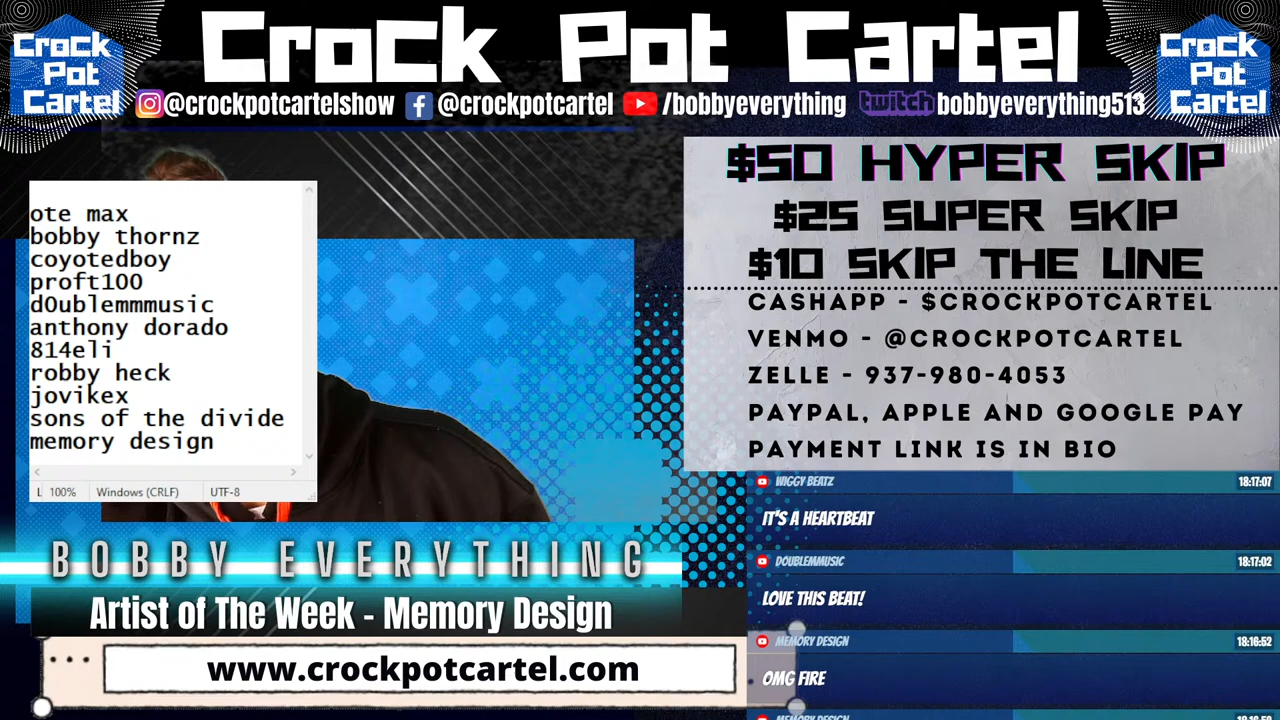 Crock Pot Cartel
Crock
Pot
Cartel
Crock
Pot
Cartel
@crockpotcartelshow @crockpotcartel /bobbyeverything twitch bobbyeverything513
ote max
bobby thornz
coyotedboy
proft100
d0ublemmmusic
anthony dorado
814eli
robby heck
jovikex
sons of the divide
memory design
100% Windows (CRLF) UTF-8
$50 HYPER SKIP
$25 SUPER SKIP
$10 SKIP THE LINE
CASHAPP - $CROCKPOTCARTEL
VENMO - @CROCKPOTCARTEL
ZELLE - 937-980-4053
PAYPAL, APPLE AND GOOGLE PAY
PAYMENT LINK IS IN BIO
WIGGY BEATZ 18:17:07
IT'S A HEARTBEAT
DOUBLEMMUSIC 18:17:02
LOVE THIS BEAT!
MEMORY DESIGN 18:16:52
OMG FIRE
MEMORY DESIGN
BOBBY EVERYTHING
Artist of The Week - Memory Design
www.crockpotcartel.com